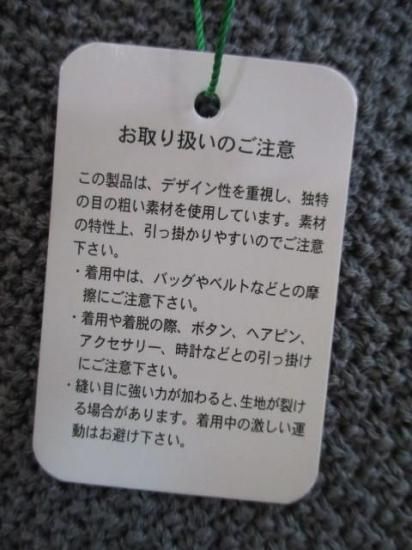 お取り扱いのご注意
この製品は、デザイン性を重視し、独特
の目の粗い素材を使用しています。素材
の特性上、引っ掛かりやすいのでご注意
下さい。
・着用中は、バッグやベルトなどとの摩
擦にご注意下さい。
・着用や着脱の際、ボタン、ヘアピン、
アクセサリー、時計などとの引っ掛け
にご注意下さい。
・縫い目に強い力が加わると、生地が裂け
る場合があります。着用中の激しい運
動はお避け下さい。